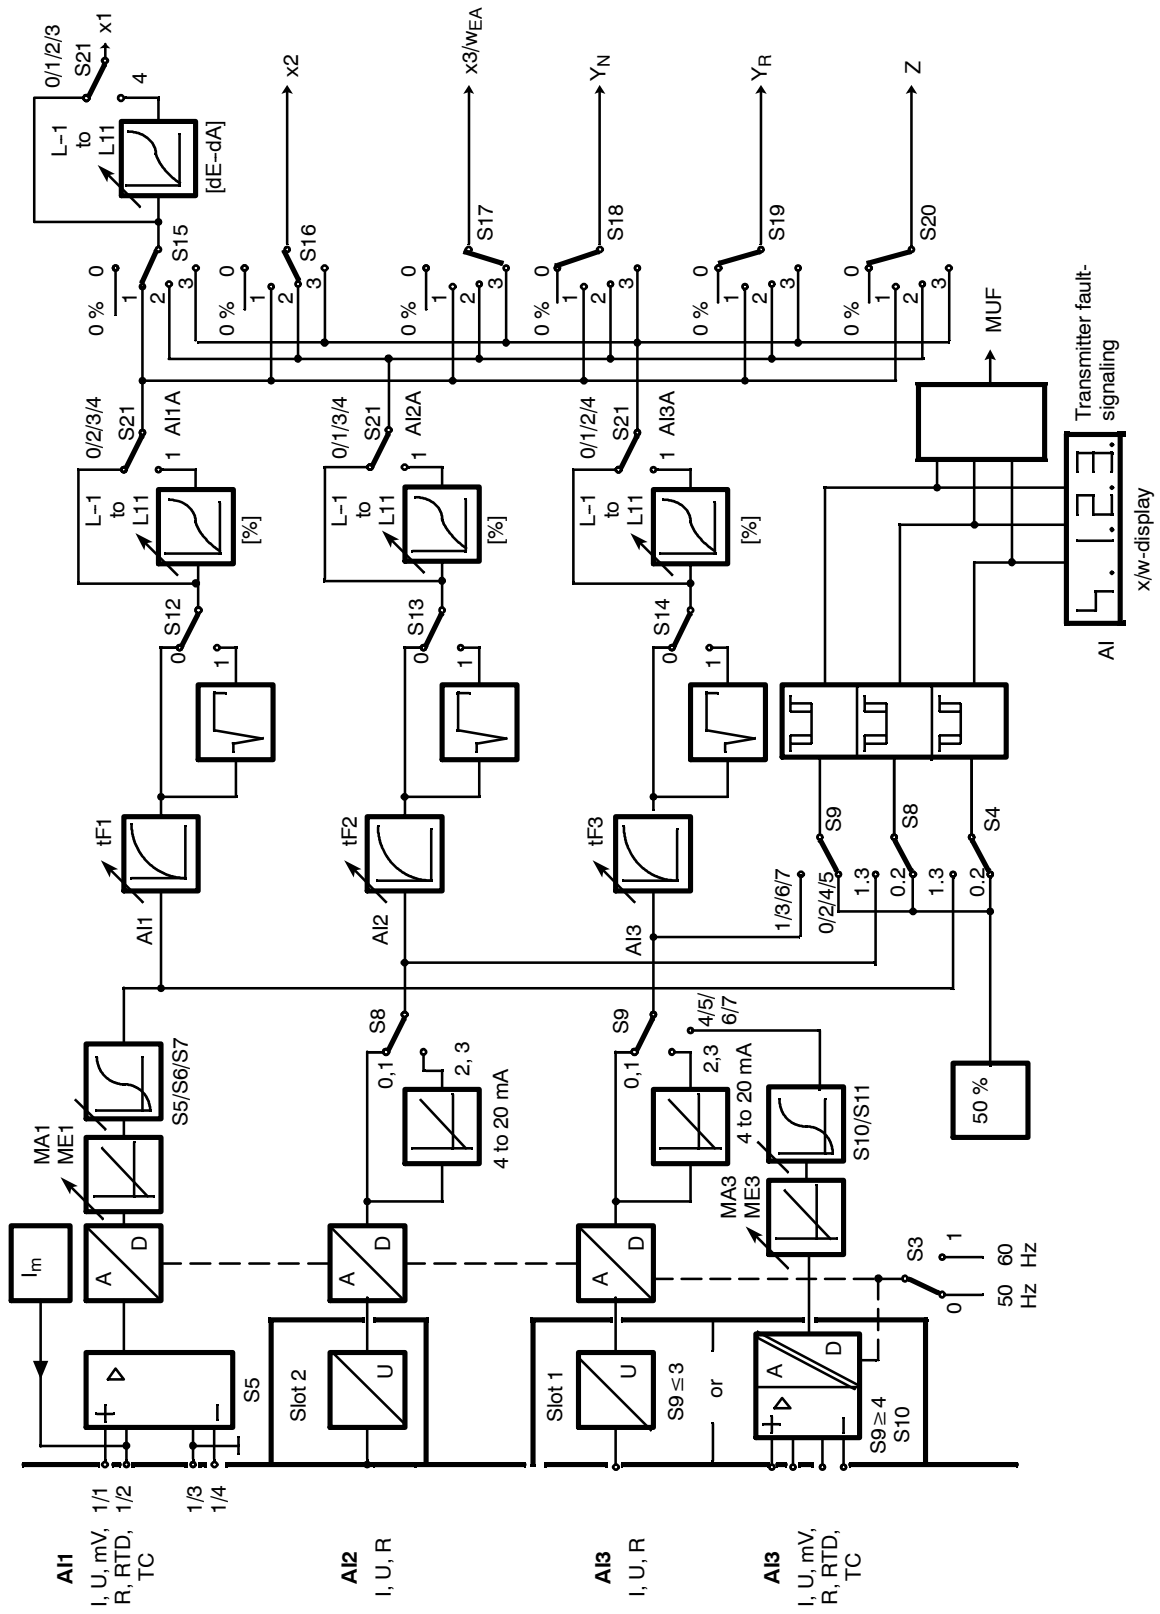 AI1
I, U, mV,
R, RTD,
TC
1/1
1/2
1/3
1/4
S5
Im
A
D
MA1
ME1
S5/S6/S7
AI1
tF1
S12
0
1
L-1
to
L11
[%]
0/2/3/4
S21
1
AI1A
0 %
0
1
2
3
S15
L-1
to
L11
[dE-dA]
0/1/2/3
S21
4
x1
0 %
0
1
2
3
S16
x2
AI2
I, U, R
Slot 2
U
A
D
0,1
S8
2, 3
4 to 20 mA
AI2
tF2
S13
0
1
L-1
to
L11
[%]
0/1/3/4
S21
1
AI2A
0 %
0
1
2
3
S17
x3/wEA
0 %
0
1
2
3
S18
YN
AI3
I, U, R
Slot 1
U
S9 ≤ 3
or
A
D
0,1
S9
2,3
4/5/
6/7
4 to 20 mA
AI3
tF3
S14
0
1
L-1
to
L11
[%]
0/1/2/4
S21
1
AI3A
0 %
0
1
2
3
S19
YR
0 %
0
1
2
3
S20
Z
AI3
I, U, mV,
R, RTD,
TC
A
D
S9 ≥ 4
S10
MA3
ME3
S10/S11
S3
0
1
50
Hz
60
Hz
50 %
1/3/6/7
0/2/4/5
S9
1.3
0.2
S8
1.3
0.2
S4
MUF
Transmitter fault-
signaling
AI
x/w-display